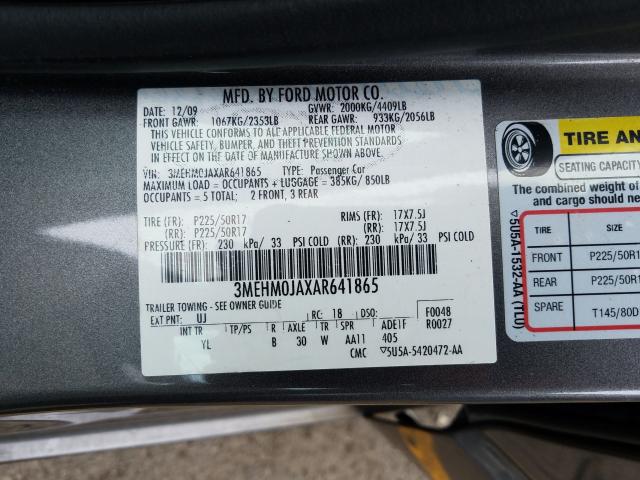 MFD. BY FORD MOTOR CO.
DATE: 12/09 GVWR: 2000KG/4409LB
FRONT GAWR: 1067KG/2353LB REAR GAWR: 933KG/2056LB
THIS VEHICLE CONFORMS TO ALL APPLICABLE FEDERAL MOTOR
VEHICLE SAFETY, BUMPER, AND THEFT PREVENTION STANDARDS
IN EFFECT ON THE DATE OF MANUFACTURE SHOWN ABOVE.
VIN: 3MEHM0JAXAR641865 TYPE: Passenger Car
MAXIMUM LOAD = OCCUPANTS + LUGGAGE = 385KG/ 850LB
OCCUPANTS = 5 TOTAL; 2 FRONT, 3 REAR
TIRE (FR): P225/50R17 RIMS (FR): 17X7.5J
(RR): P225/50R17 (RR): 17X7.5J
PRESSURE (FR): 230 kPa/ 33 PSI COLD (RR): 230 kPa/ 33 PSI COLD
3MEHM0JAXAR641865
TRAILER TOWING - SEE OWNER GUIDE
EXT PNT: UJ RC: 18 DSO: F0048
INT TR TP/PS R AXLE TR SPR ADE1F R0027
YL B 30 W AA11 405
CMC ▽5U5A-5420472-AA
▽5U5A-1532-AA (TL0)
TIRE AN
SEATING CAPACITY
The combined weight of
and cargo should ne
TIRE SIZE
FRONT P225/50R1
REAR P225/50R1
SPARE T145/80D